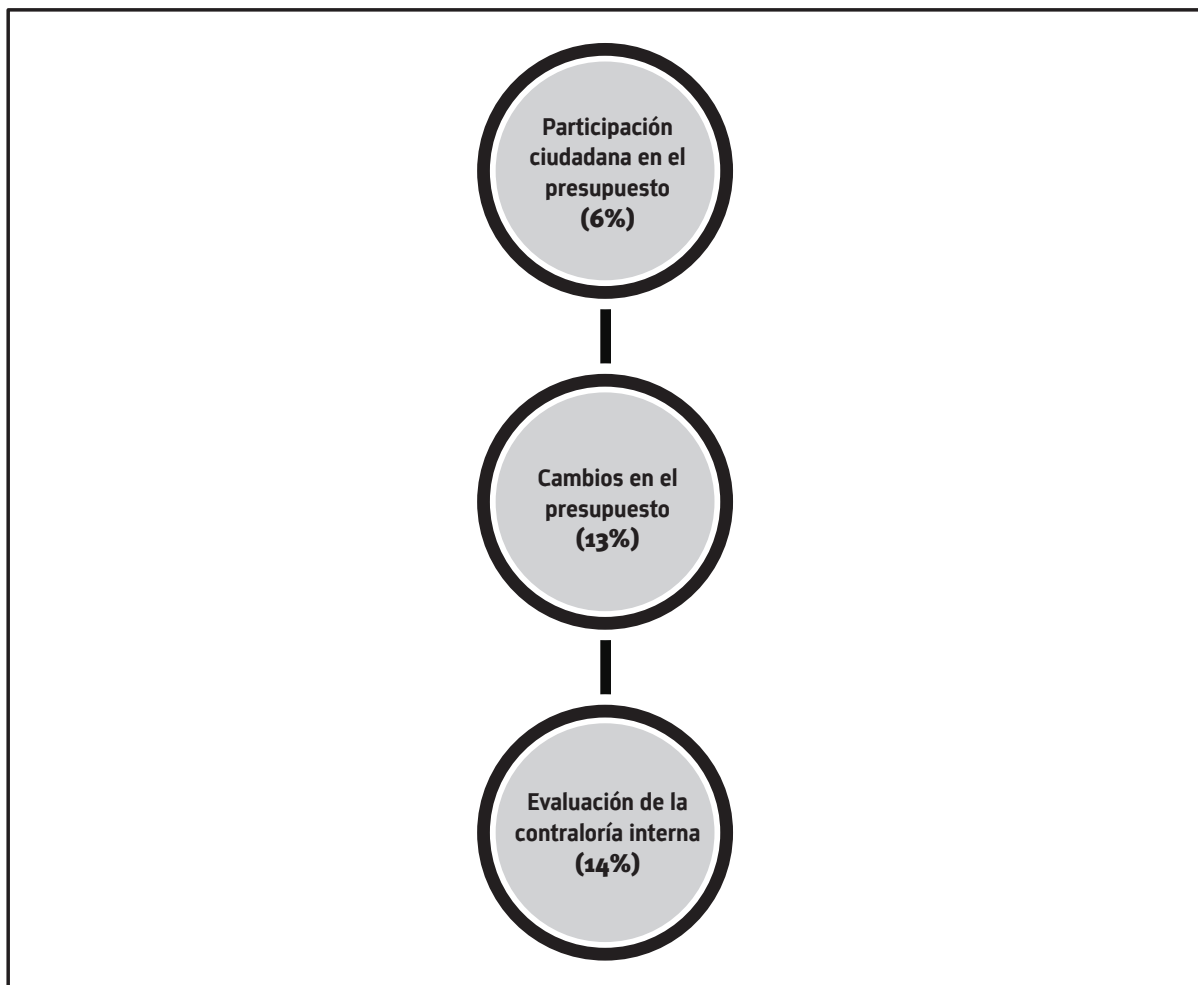 Participación
ciudadana en el
presupuesto
(6%)
Cambios en el
presupuesto
(13%)
Evaluación de la
contraloría interna
(14%)